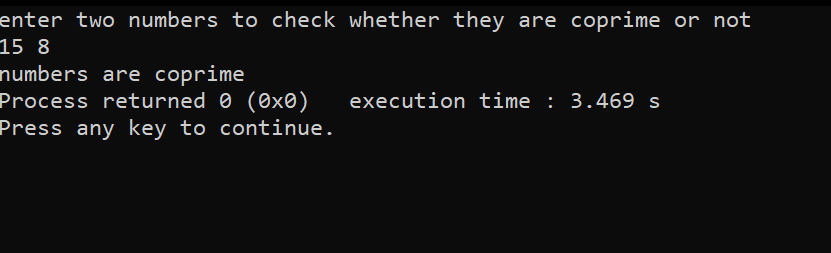 enter two numbers to check whether they are coprime or not
15 8
numbers are coprime
Process returned 0 (0x0)   execution time : 3.469 s
Press any key to continue.